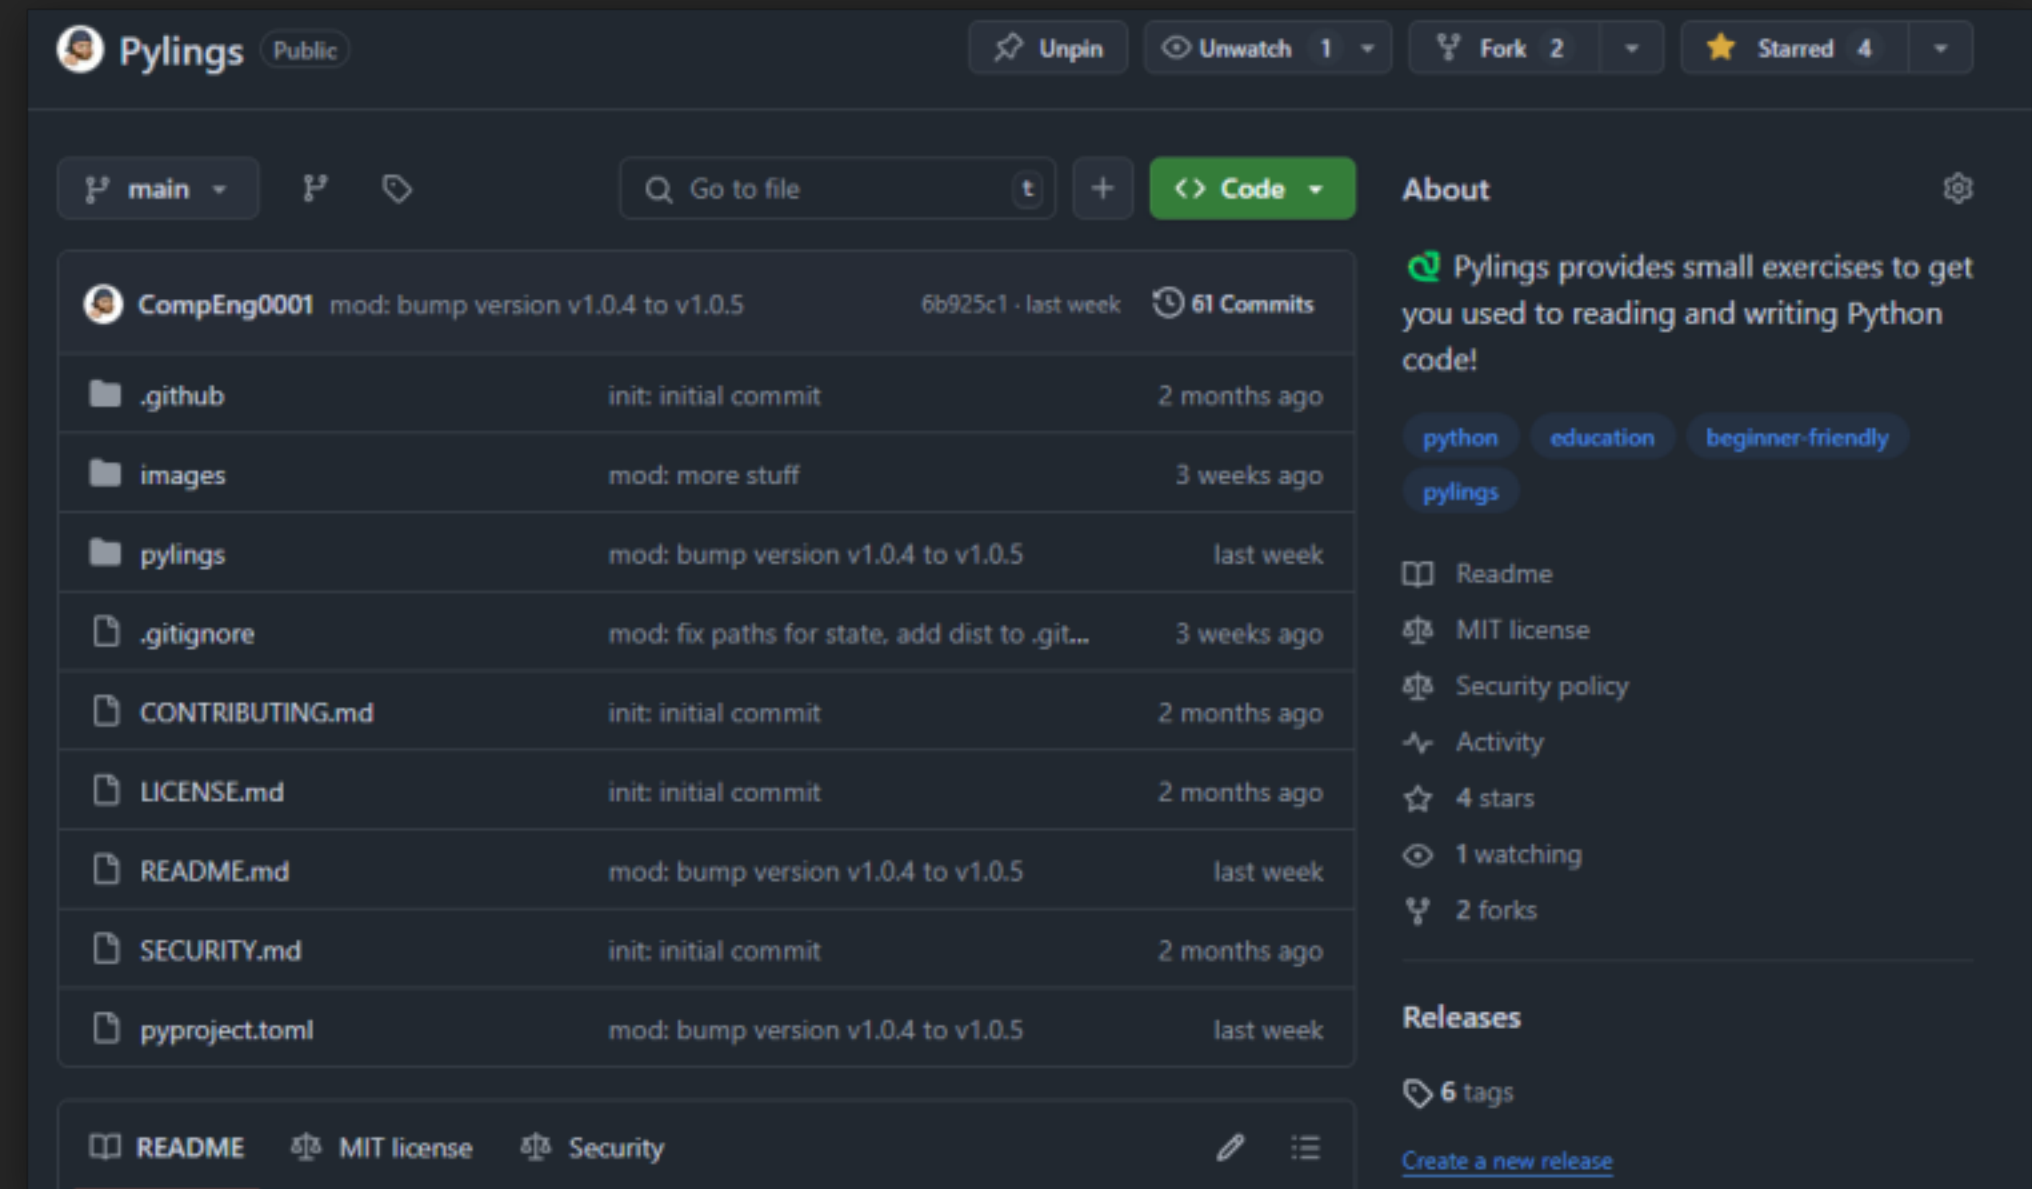 Pylings Public Unpin Unwatch 1 Fork 2 Starred 4
main Go to file t + <> Code
CompEng0001 mod: bump version v1.0.4 to v1.0.5 6b925c1 · last week 61 Commits
.github init: initial commit 2 months ago
images mod: more stuff 3 weeks ago
pylings mod: bump version v1.0.4 to v1.0.5 last week
.gitignore mod: fix paths for state, add dist to .git... 3 weeks ago
CONTRIBUTING.md init: initial commit 2 months ago
LICENSE.md init: initial commit 2 months ago
README.md mod: bump version v1.0.4 to v1.0.5 last week
SECURITY.md init: initial commit 2 months ago
pyproject.toml mod: bump version v1.0.4 to v1.0.5 last week
README MIT license Security
About
Pylings provides small exercises to get
you used to reading and writing Python
code!
python education beginner-friendly
pylings
Readme
MIT license
Security policy
Activity
4 stars
1 watching
2 forks
Releases
6 tags
Create a new release